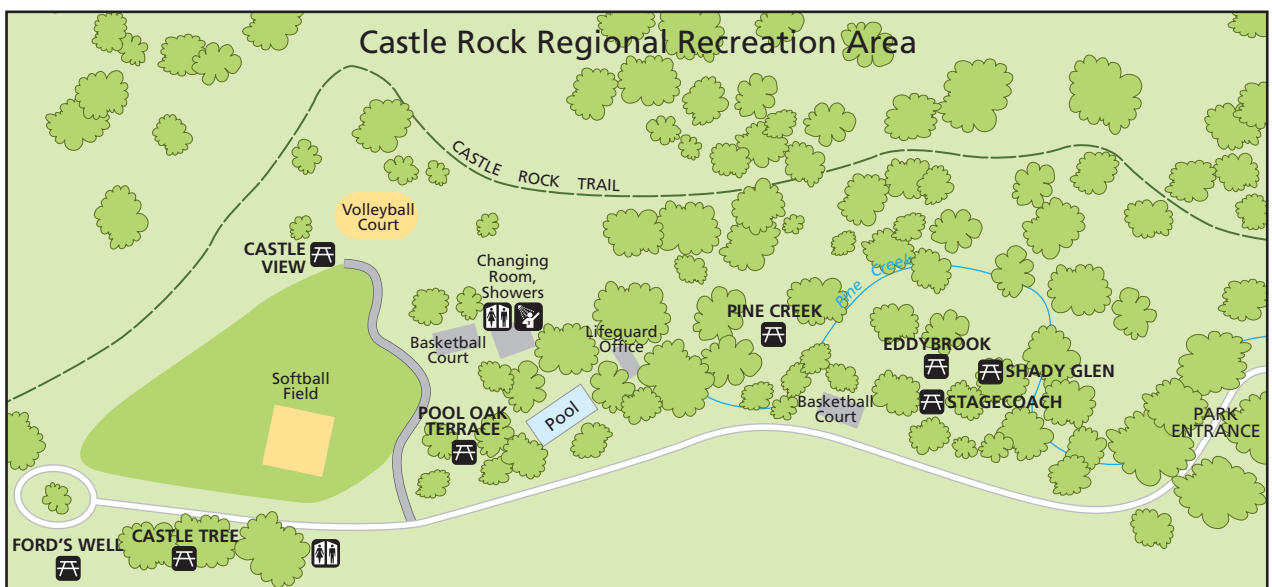 Castle Rock Regional Recreation Area
CASTLE ROCK TRAIL
Volleyball
Court
CASTLE
VIEW
Changing
Room,
Showers
Pine Creek
PINE CREEK
Lifeguard
Office
Basketball
Court
EDDYBROOK
SHADY GLEN
Softball
Field
STAGECOACH
Basketball
Court
POOL OAK
TERRACE
Pool
PARK
ENTRANCE
FORD'S WELL
CASTLE TREE